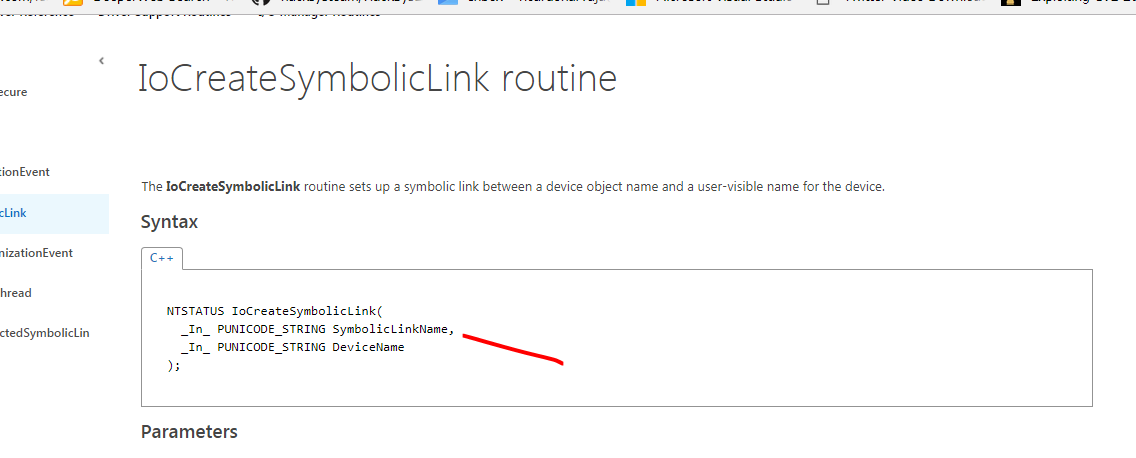 IoCreateSymbolicLink routine
ecure
tionEvent
The IoCreateSymbolicLink routine sets up a symbolic link between a device object name and a user-visible name for the device.
cLink
Syntax
nizationEvent
C++
hread
NTSTATUS IoCreateSymbolicLink(
_In_ PUNICODE_STRING SymbolicLinkName,
ctedSymbolicLin
_In_ PUNICODE_STRING DeviceName
);
Parameters